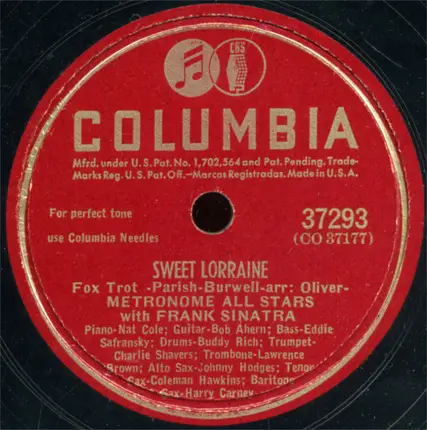 CBS
COLUMBIA
Mfrd. under U.S. Pat. No. 1,702,564 and Pat. Pending. Trade-
Marks Reg. U.S. Pat. Off.—Marcas Registradas. Made in U.S.A.
For perfect tone
use Columbia Needles
37293
(CO 37177)
SWEET LORRAINE
Fox Trot -Parish-Burwell-arr: Oliver-
METRONOME ALL STARS
with FRANK SINATRA
Piano-Nat Cole; Guitar-Bob Ahern; Bass-Eddie
Safransky; Drums-Buddy Rich; Trumpet-
Charlie Shavers; Trombone-Lawrence
Brown; Alto Sax-Johnny Hodges; Tenor
Sax-Coleman Hawkins; Baritone
Sax-Harry Carney